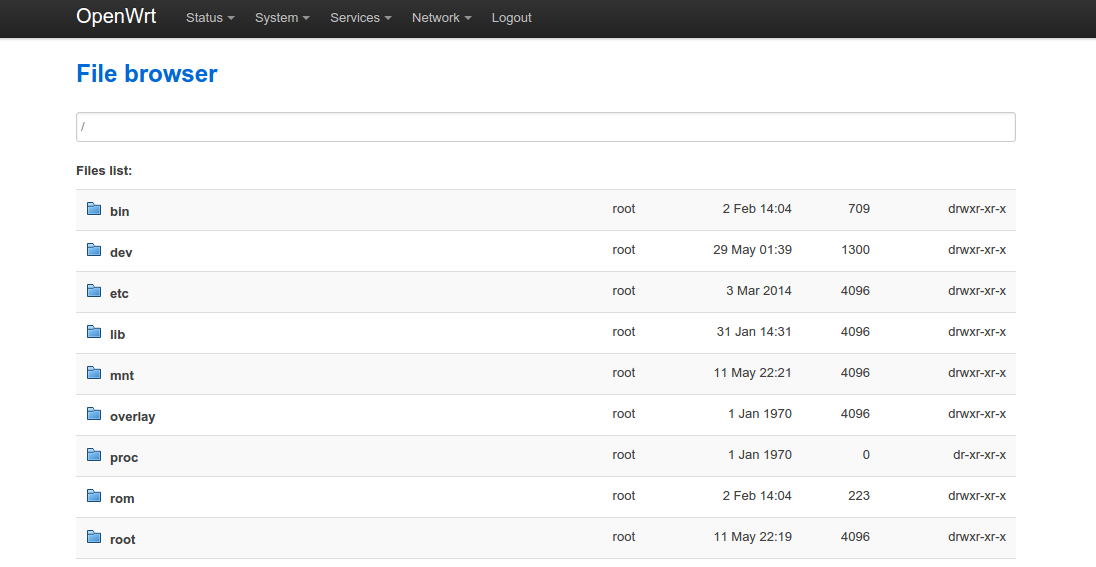 OpenWrt Status System Services Network Logout
File browser
/
Files list:
bin root 2 Feb 14:04 709 drwxr-xr-x
dev root 29 May 01:39 1300 drwxr-xr-x
etc root 3 Mar 2014 4096 drwxr-xr-x
lib root 31 Jan 14:31 4096 drwxr-xr-x
mnt root 11 May 22:21 4096 drwxr-xr-x
overlay root 1 Jan 1970 4096 drwxr-xr-x
proc root 1 Jan 1970 0 dr-xr-xr-x
rom root 2 Feb 14:04 223 drwxr-xr-x
root root 11 May 22:19 4096 drwxr-xr-x